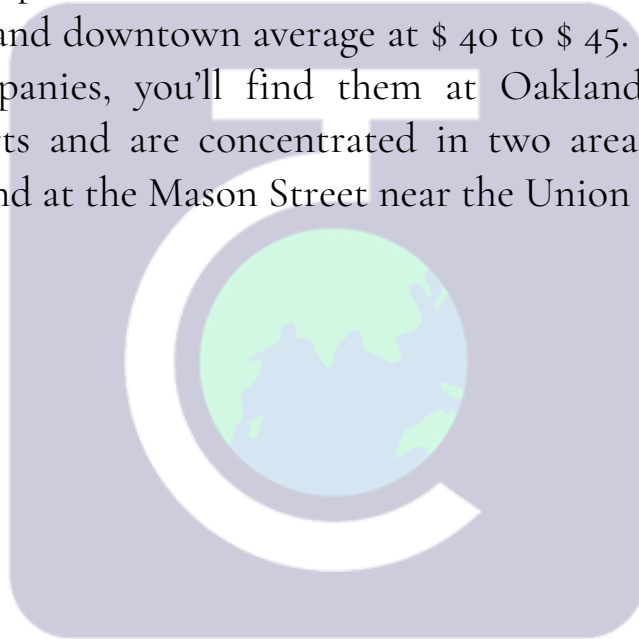 and downtown average at $ 40 to $ 45.
panies, you'll find them at Oakland
ts and are concentrated in two area
nd at the Mason Street near the Union